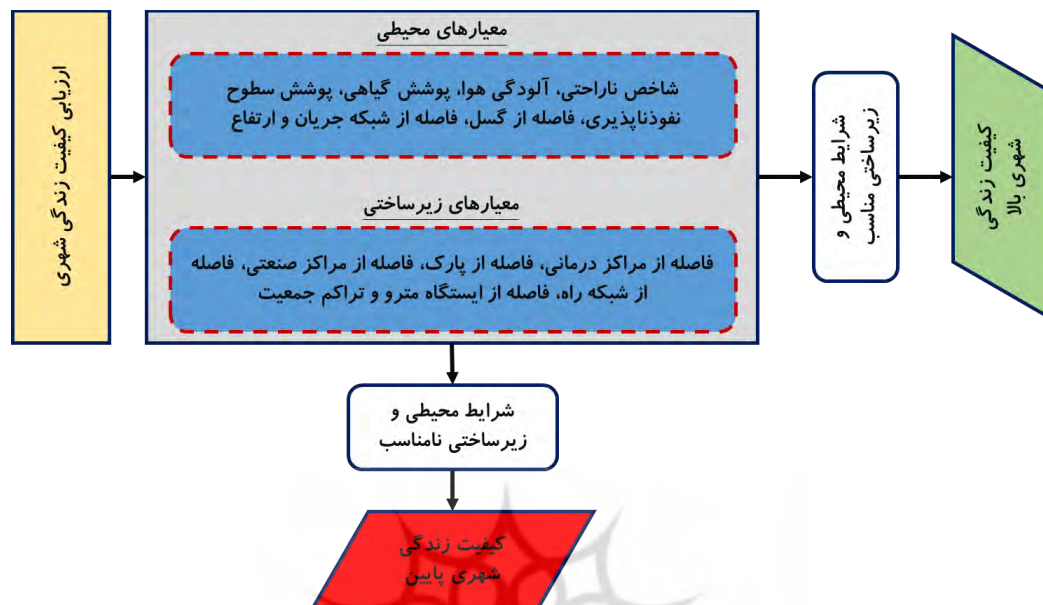 ارزیابی کیفیت زندگی شهری
معیارهای محیطی
شاخص ناراحتی، آلودگی هوا، پوشش گیاهی، پوشش سطوح
نفوذناپذیری، فاصله از گسل، فاصله از شبکه جریان و ارتفاع
معیارهای زیرساختی
فاصله از مراکز درمانی، فاصله از پارک، فاصله از مراکز صنعتی، فاصله
از شبکه راه، فاصله از ایستگاه مترو و تراکم جمعیت
شرایط محیطی و
زیرساختی مناسب
کیفیت زندگی
شهری بالا
شرایط محیطی و
زیرساختی نامناسب
کیفیت زندگی
شهری پایین